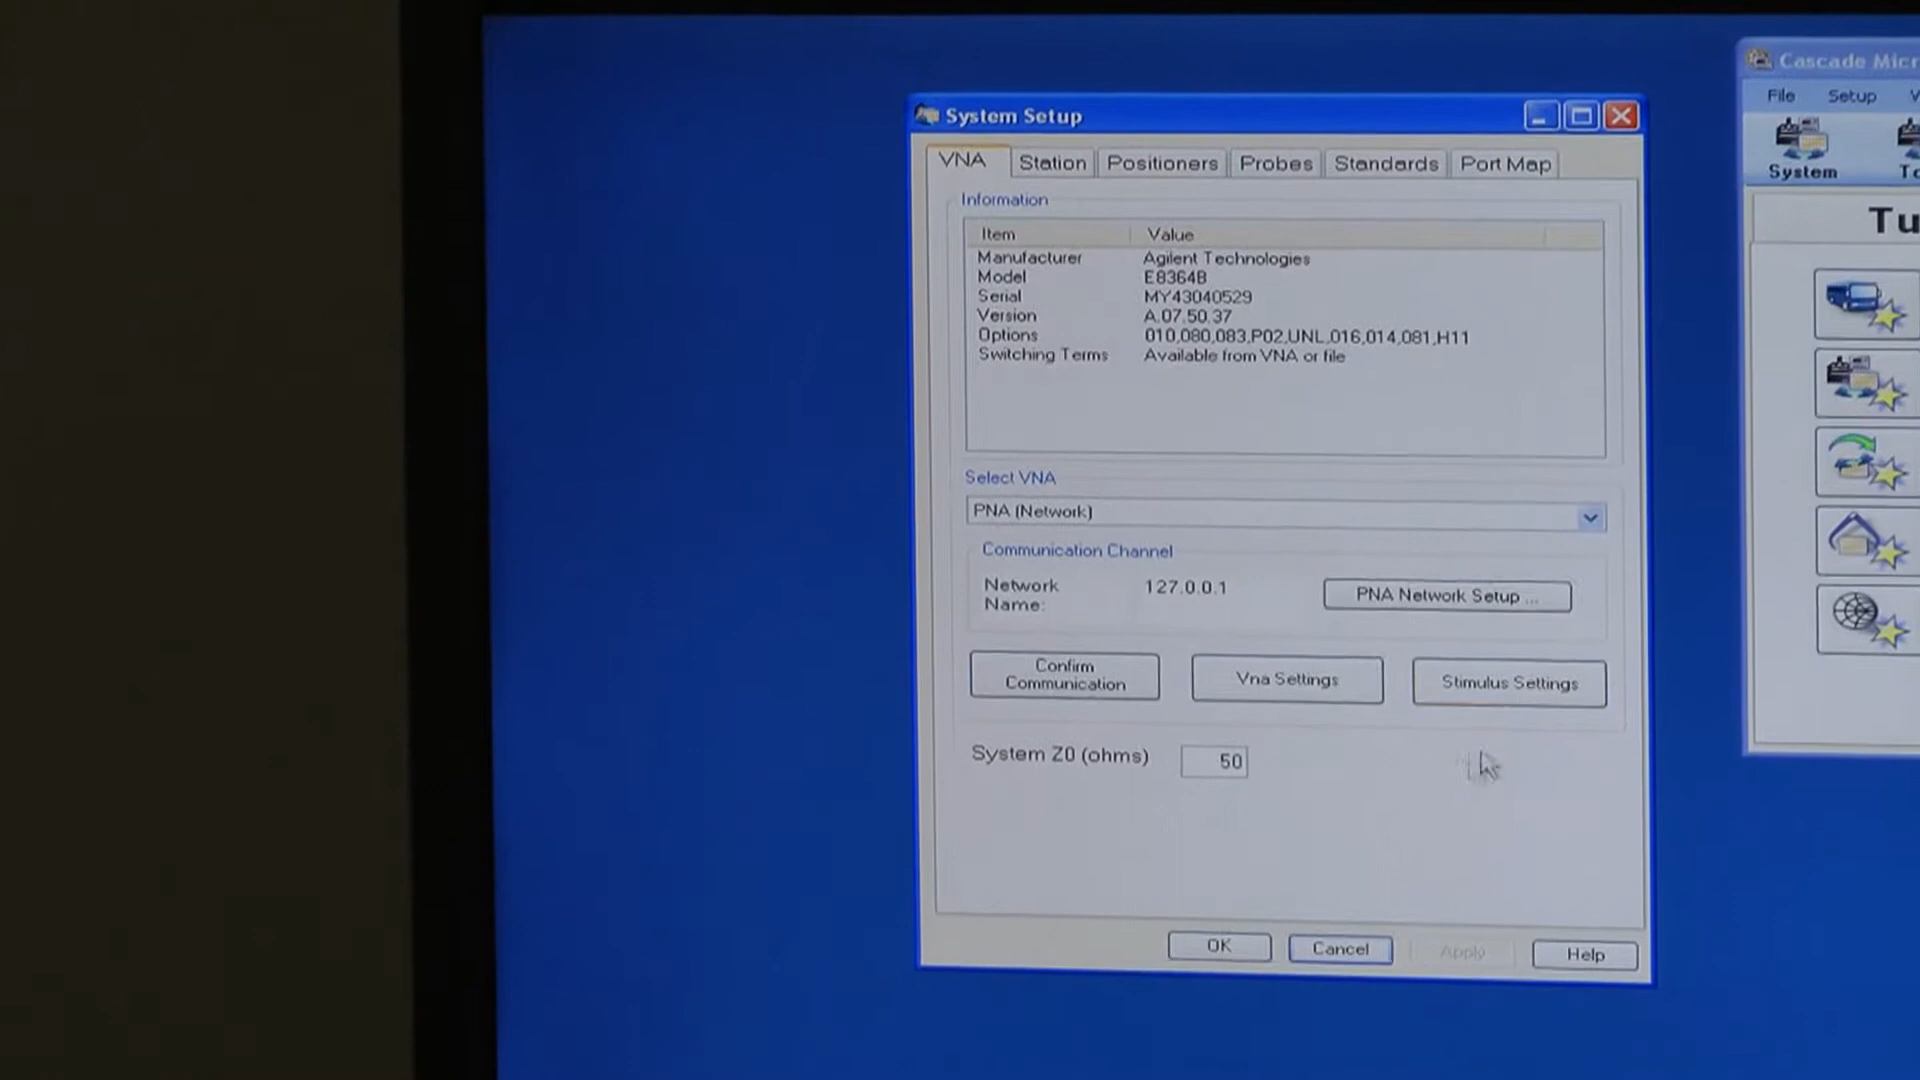 System Setup
VNA Station Positioners Probes Standards Port Map
Information
Item Value
Manufacturer Agilent Technologies
Model E8364B
Serial MY43040529
Version A.07.50.37
Options 010,080,083,P02,UNL,016,014,081,H11
Switching Terms Available from VNA or file
Select VNA
PNA (Network)
Communication Channel
Network Name: 127.0.0.1
PNA Network Setup ...
Confirm Communication
Vna Settings
Stimulus Settings
System Z0 (ohms) 50
OK Cancel Apply Help
Cascade Micr
File Setup V
System To
Tu